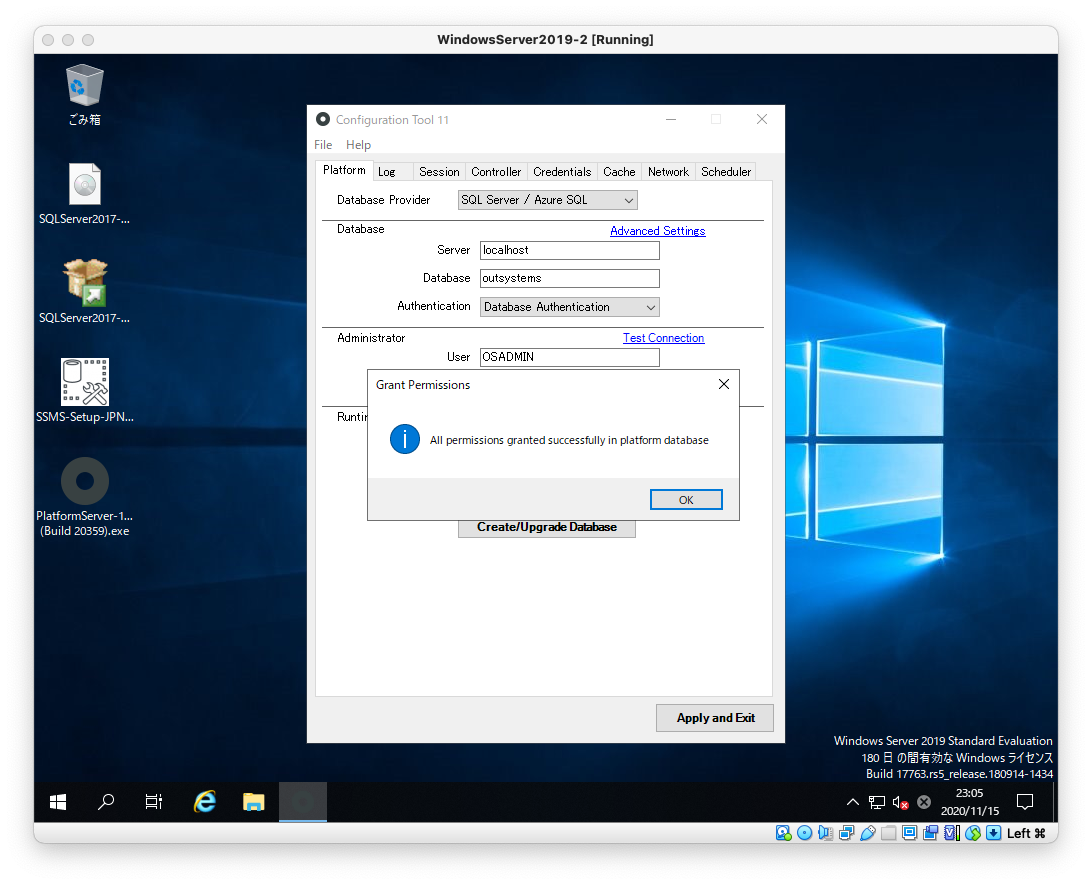 WindowsServer2019-2 [Running]
ごみ箱
SQLServer2017-...
SQLServer2017-...
SSMS-Setup-JPN...
PlatformServer-1...
(Build 20359).exe
Configuration Tool 11
File Help
Platform Log Session Controller Credentials Cache Network Scheduler
Database Provider SQL Server / Azure SQL
Database Advanced Settings
Server localhost
Database outsystems
Authentication Database Authentication
Administrator Test Connection
User OSADMIN
Grant Permissions
All permissions granted successfully in platform database
OK
Create/Upgrade Database
Apply and Exit
Windows Server 2019 Standard Evaluation
180 日 の間有効な Windows ライセンス
Build 17763.rs5_release.180914-1434
23:05
2020/11/15
Left ⌘